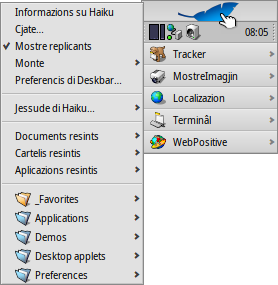 Informazions su Haiku
Cjate...
Mostre replicants
Monte
Preferencis di Deskbar...
Jessude di Haiku...
Documents resints
Cartelis resintis
Aplicazions resintis
_Favorites
Applications
Demos
Desktop applets
Preferences
08:05
Tracker
MostreImagjin
Localizazion
Terminâl
WebPositive